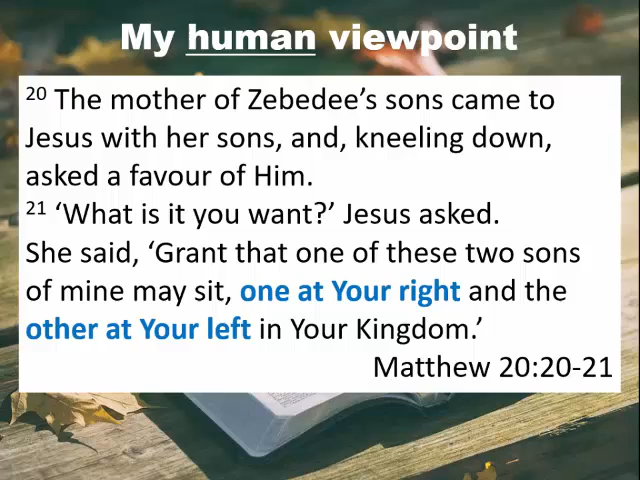 My human viewpoint
20 The mother of Zebedee’s sons came to
Jesus with her sons, and, kneeling down,
asked a favour of Him.
21 ‘What is it you want?’ Jesus asked.
She said, ‘Grant that one of these two sons
of mine may sit, one at Your right and the
other at Your left in Your Kingdom.’
Matthew 20:20-21